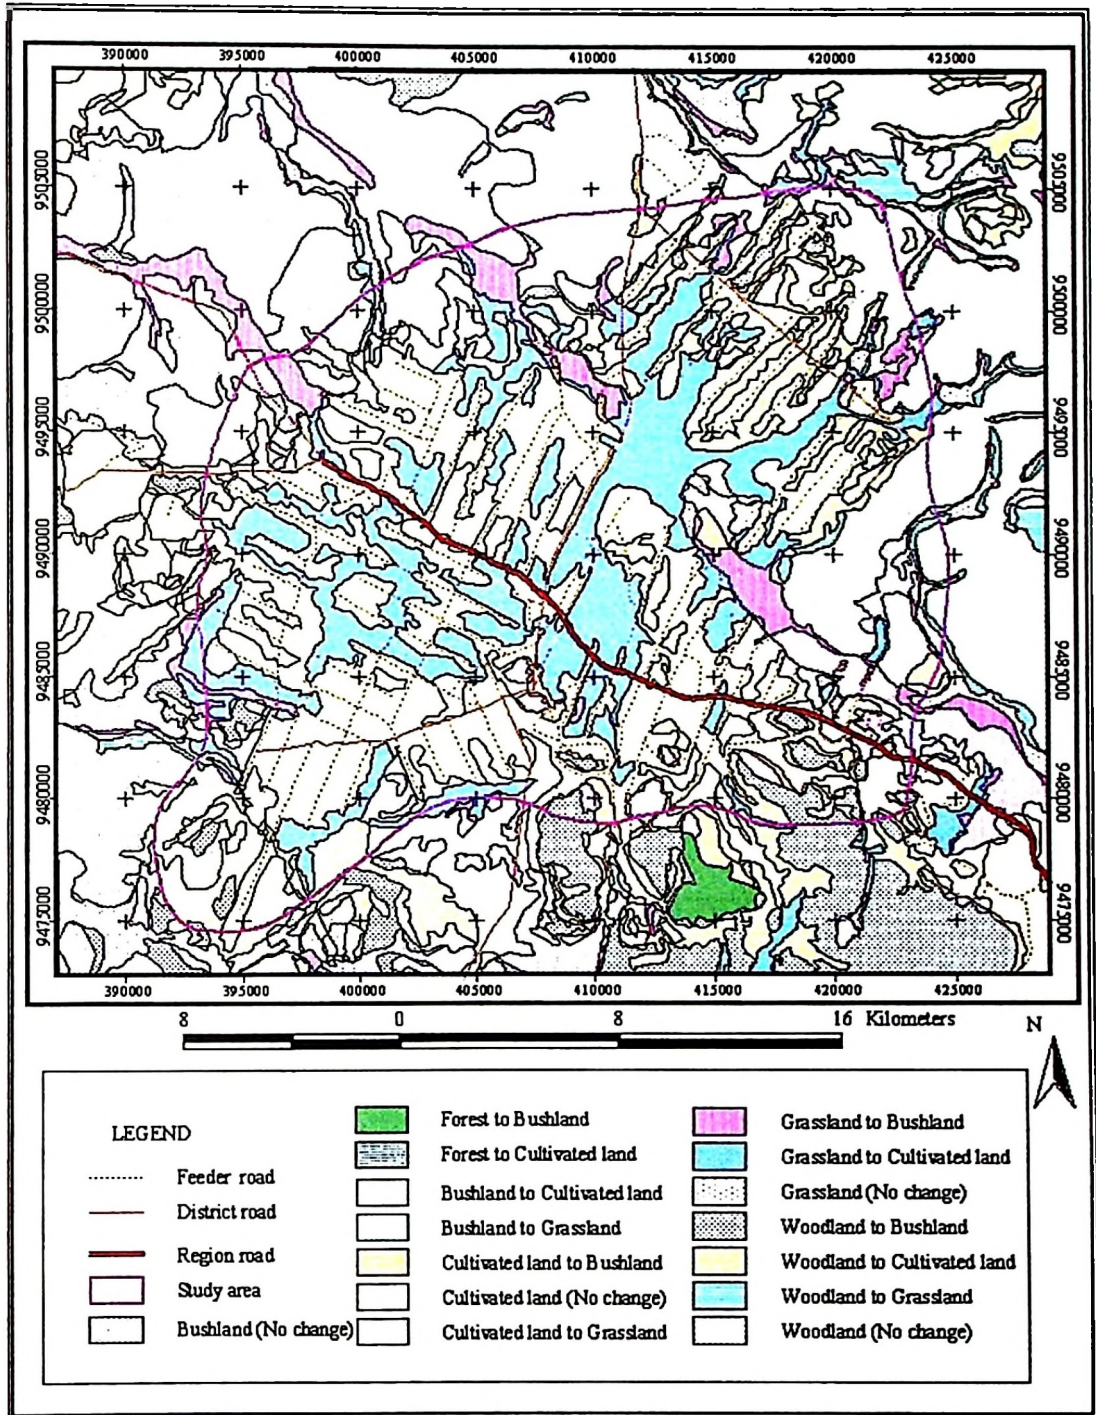 390000 395000 400000 405000 410000 415000 420000 425000
9505000 9505000
9500000 9500000
9495000 9495000
9490000 9490000
9485000 9485000
9480000 9480000
9475000 9475000
390000 395000 400000 405000 410000 415000 420000 425000
8 0 8 16 Kilometers
N
LEGEND
Feeder road
District road
Region road
Study area
Bushland (No change)
Forest to Bushland
Forest to Cultivated land
Bushland to Cultivated land
Bushland to Grassland
Cultivated land to Bushland
Cultivated land (No change)
Cultivated land to Grassland
Grassland to Bushland
Grassland to Cultivated land
Grassland (No change)
Woodland to Bushland
Woodland to Cultivated land
Woodland to Grassland
Woodland (No change)